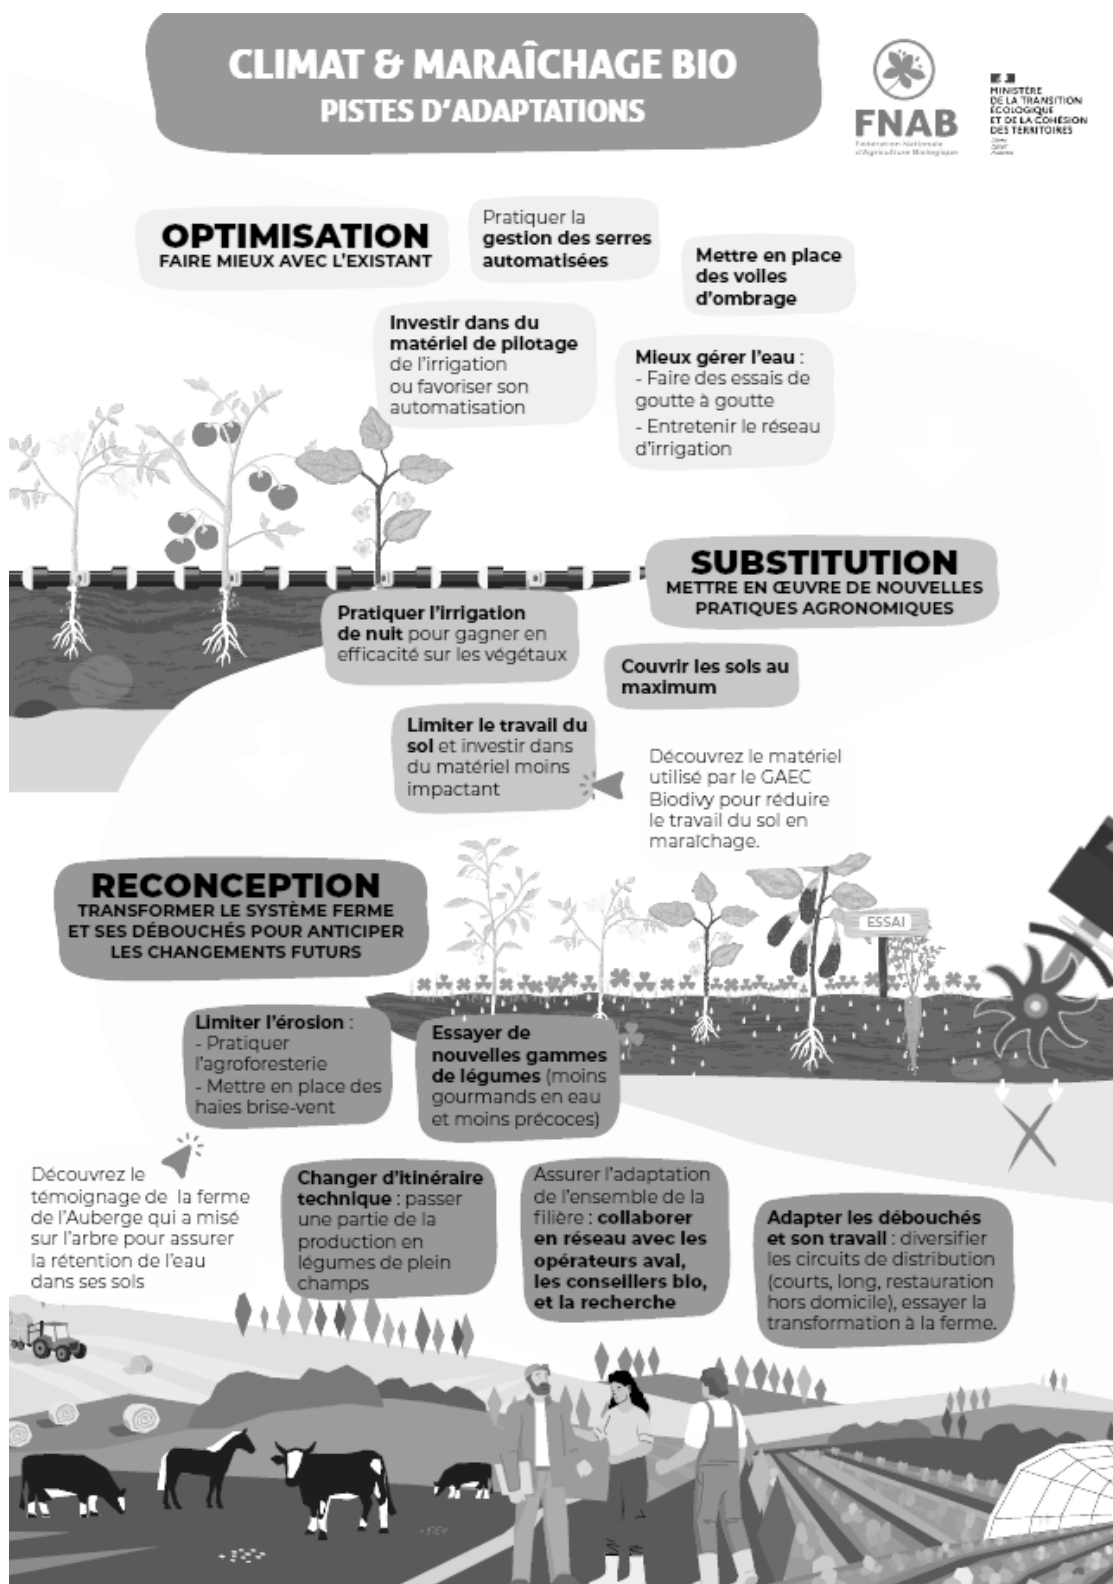 CLIMAT & MARAÎCHAGE BIO
PISTES D'ADAPTATIONS
FNAB
Fédération Nationale
d'Agriculture Biologique
MINISTÈRE
DE LA TRANSITION
ÉCOLOGIQUE
ET DE LA COHÉSION
DES TERRITOIRES
OPTIMISATION
FAIRE MIEUX AVEC L'EXISTANT
Pratiquer la
gestion des serres
automatisées
Mettre en place
des voiles
d'ombrage
Investir dans du
matériel de pilotage
de l'irrigation
ou favoriser son
automatisation
Mieux gérer l'eau :
- Faire des essais de
goutte à goutte
- Entretenir le réseau
d'irrigation
SUBSTITUTION
METTRE EN ŒUVRE DE NOUVELLES
PRATIQUES AGRONOMIQUES
Pratiquer l'irrigation
de nuit pour gagner en
efficacité sur les végétaux
Couvrir les sols au
maximum
Limiter le travail du
sol et investir dans
du matériel moins
impactant
Découvrez le matériel
utilisé par le GAEC
Biodivy pour réduire
le travail du sol en
maraîchage.
RECONCEPTION
TRANSFORMER LE SYSTÈME FERME
ET SES DÉBOUCHÉS POUR ANTICIPER
LES CHANGEMENTS FUTURS
ESSAI
Limiter l'érosion :
- Pratiquer
l'agroforesterie
- Mettre en place des
haies brise-vent
Essayer de
nouvelles gammes
de légumes (moins
gourmands en eau
et moins précoces)
Découvrez le
témoignage de la ferme
de l'Auberge qui a misé
sur l'arbre pour assurer
la rétention de l'eau
dans ses sols
Changer d'itinéraire
technique : passer
une partie de la
production en
légumes de plein
champs
Assurer l'adaptation
de l'ensemble de la
filière : collaborer
en réseau avec les
opérateurs aval,
les conseillers bio,
et la recherche
Adapter les débouchés
et son travail : diversifier
les circuits de distribution
(courts, long, restauration
hors domicile), essayer la
transformation à la ferme.